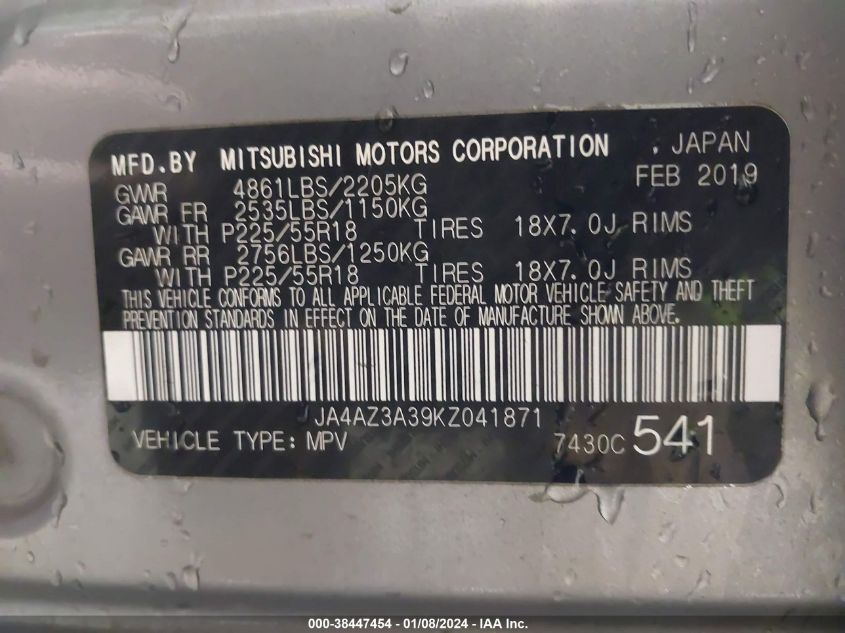 MFD.BY MITSUBISHI MOTORS CORPORATION , JAPAN
FEB 2019
GVWR 4861LBS/2205KG
GAWR FR 2535LBS/1150KG
WITH P225/55R18 TIRES 18X7.0J RIMS
GAWR RR 2756LBS/1250KG
WITH P225/55R18 TIRES 18X7.0J RIMS
THIS VEHICLE CONFORMS TO ALL APPLICABLE FEDERAL MOTOR VEHICLE SAFETY AND THEFT
PREVENTION STANDARDS IN EFFECT ON THE DATE OF MANUFACTURE SHOWN ABOVE.
JA4AZ3A39KZ041871
VEHICLE TYPE: MPV 7430C 541
000-38447454 - 01/08/2024 - IAA Inc.